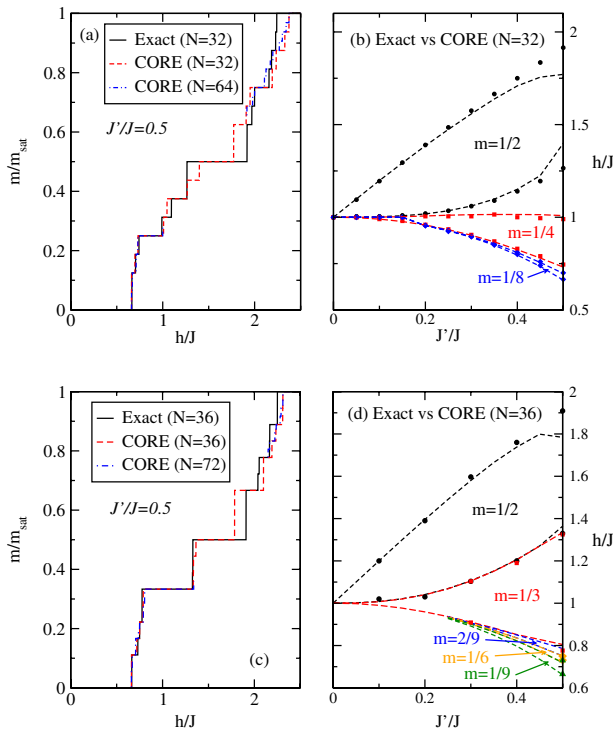 (a)
Exact (N=32)
CORE (N=32)
CORE (N=64)
J'/J=0.5
m/m_sat
1
0.8
0.6
0.4
0.2
0
0
1
2
h/J
(b) Exact vs CORE (N=32)
m=1/2
m=1/4
m=1/8
2
1.5
1
0.5
h/J
0
0.2
0.4
J'/J
Exact (N=36)
CORE (N=36)
CORE (N=72)
J'/J=0.5
(c)
m/m_sat
1
0.8
0.6
0.4
0.2
0
0
1
2
h/J
(d) Exact vs CORE (N=36)
m=1/2
m=1/3
m=2/9
m=1/6
m=1/9
2
1.8
1.6
1.4
1.2
1
0.8
0.6
h/J
0
0.2
0.4
J'/J